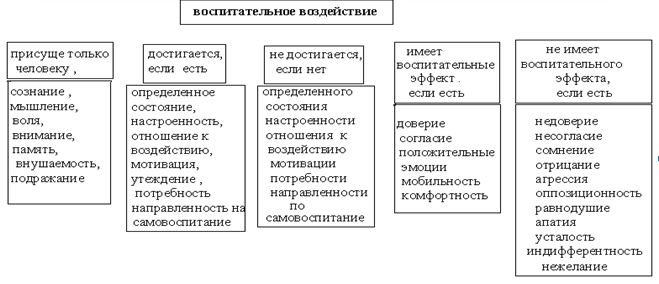 воспитательное воздействие
присуще только
человеку ,
сознание ,
мышление,
воля,
внимание,
память,
внушаемость,
подражание
достигается,
если есть
определенное
состояние,
настроенность,
отношение к
воздействию,
мотивация,
утеждение ,
потребность
направленность на
самовоспитание
не достигается,
если нет
определенного
состояния
настроенности
отношения к
воздействию
мотивации
потребности
направленности
по
самовоспитание
имеет
воспитательные
эффект .
если есть
доверие
согласие
положительные
эмоции
мобильность
комфортность
не имеет
воспитательного
эффекта,
если есть
недоверие
несогласие
сомнение
отрицание
агрессия
оппозиционность
равнодушие
апатия
усталость
индифферентность
нежелание